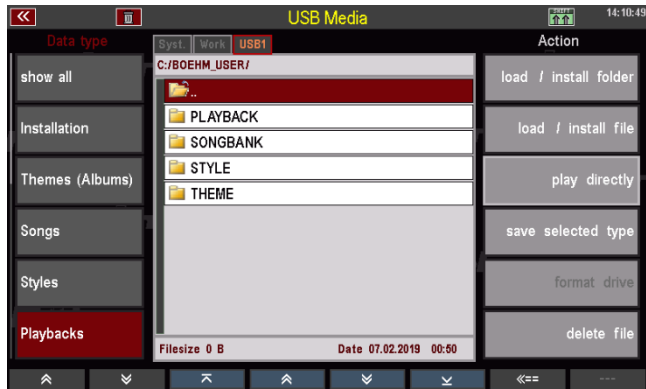 USB Media
SHIFT
14:10:49
Data type
Syst. Work USB1
Action
C:/BOEHM_USER/
show all
Installation
Themes (Albums)
Songs
Styles
Playbacks
..
PLAYBACK
SONGBANK
STYLE
THEME
Filesize 0 B Date 07.02.2019 00:50
load / install folder
load / install file
play directly
save selected type
format drive
delete file
«==
---